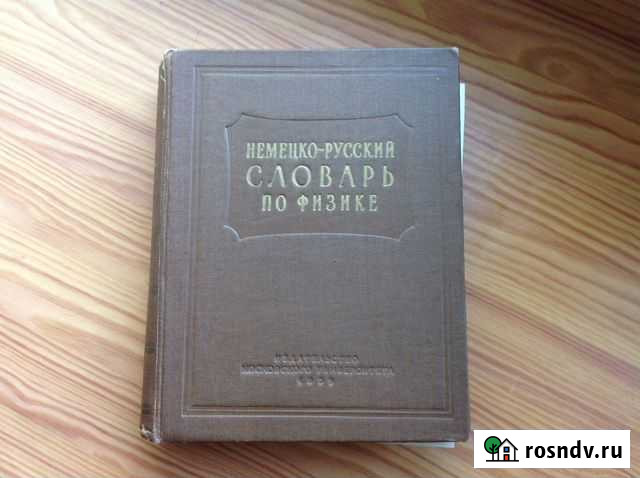 НЕМЕЦКО-РУССКИЙ
СЛОВАРЬ
ПО ФИЗИКЕ
ИЗДАТЕЛЬСТВО
МОСКОВСКОГО УНИВЕРСИТЕТА
rosndv.ru